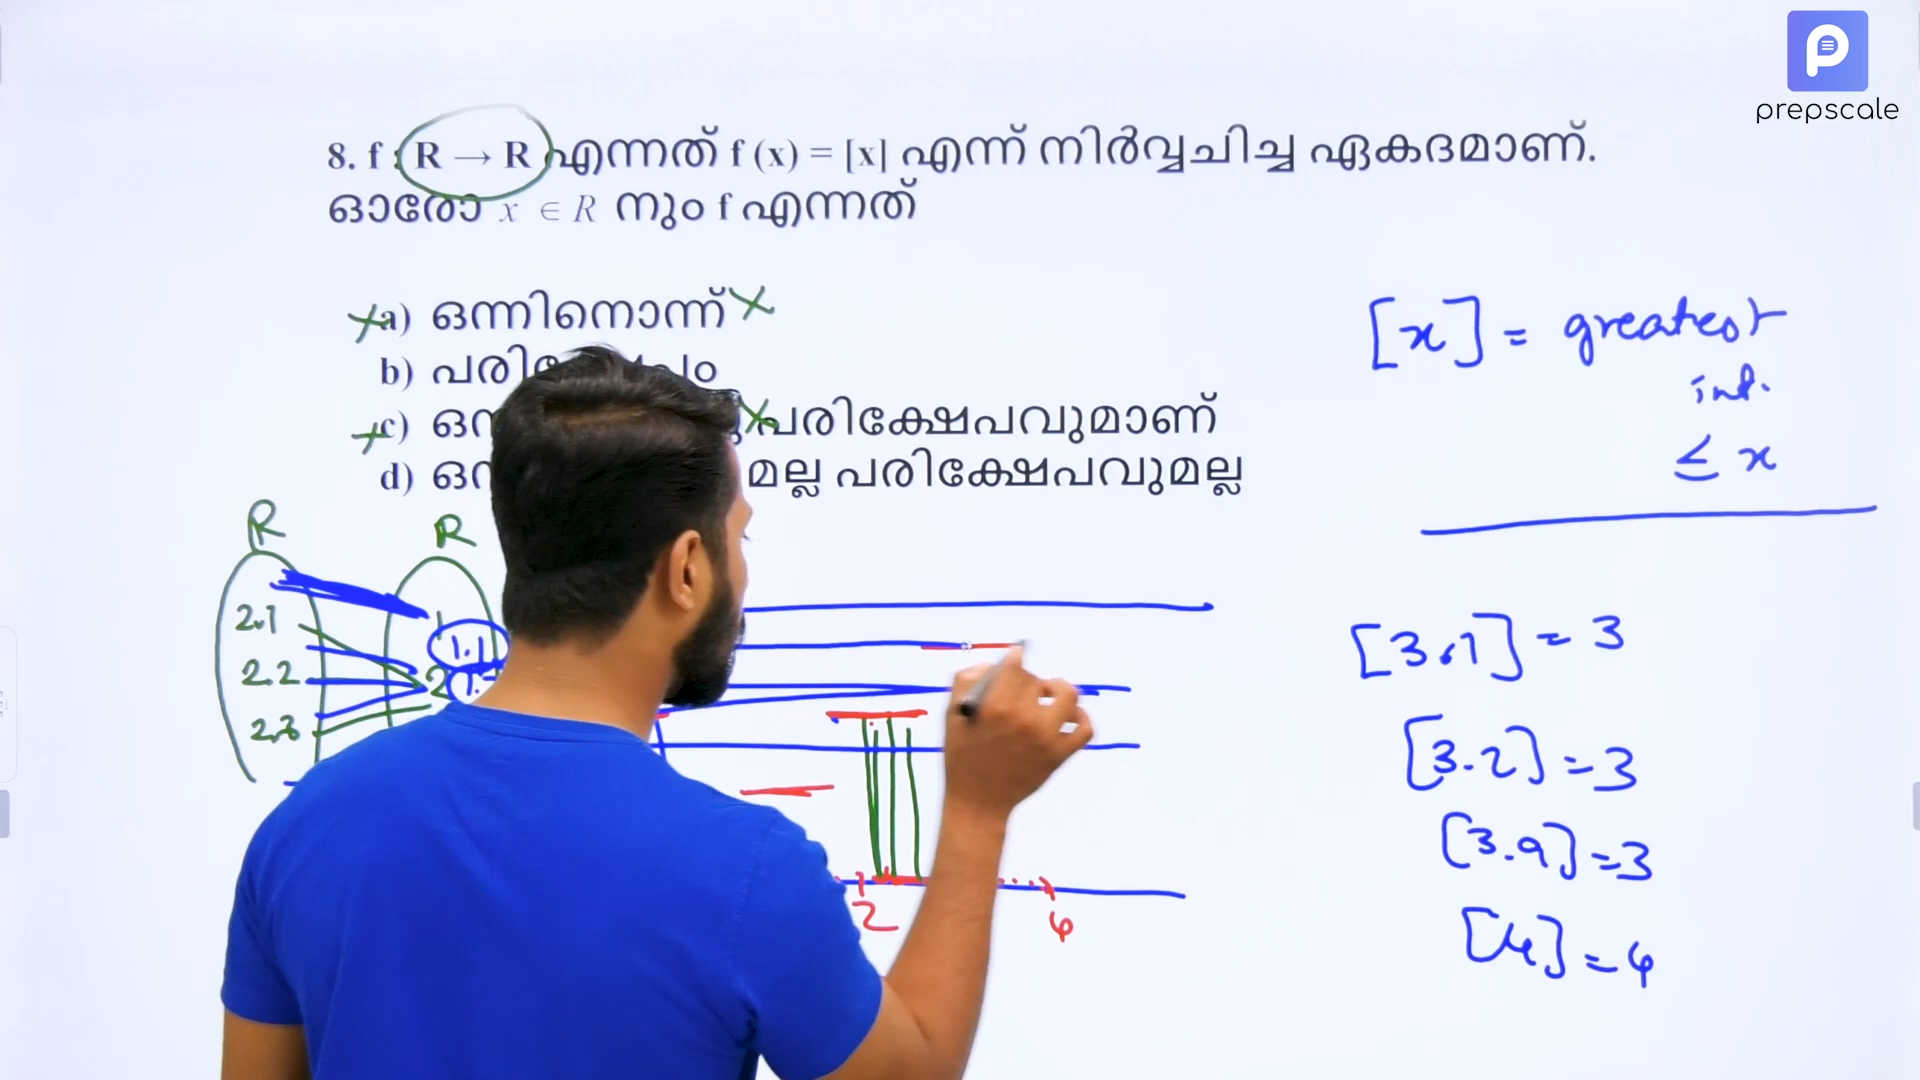 prepscale
8. f : R → R എന്നത് f (x) = [x] എന്ന് നിർവ്വചിച്ച ഏകദമാണ്.
ഓരോ x ∈ R നും f എന്നത്
a) ഒന്നിനൊന്ന്
b)
c) പരിക്ഷേപവുമാണ്
d) മല്ല പരിക്ഷേപവുമല്ല
[x] = greatest
int.
≤ x
R R
2.1
1.1
2.2 2
2.3
2 4
[3.1] = 3
[3.2] = 3
[3.9] = 3
[4] = 4